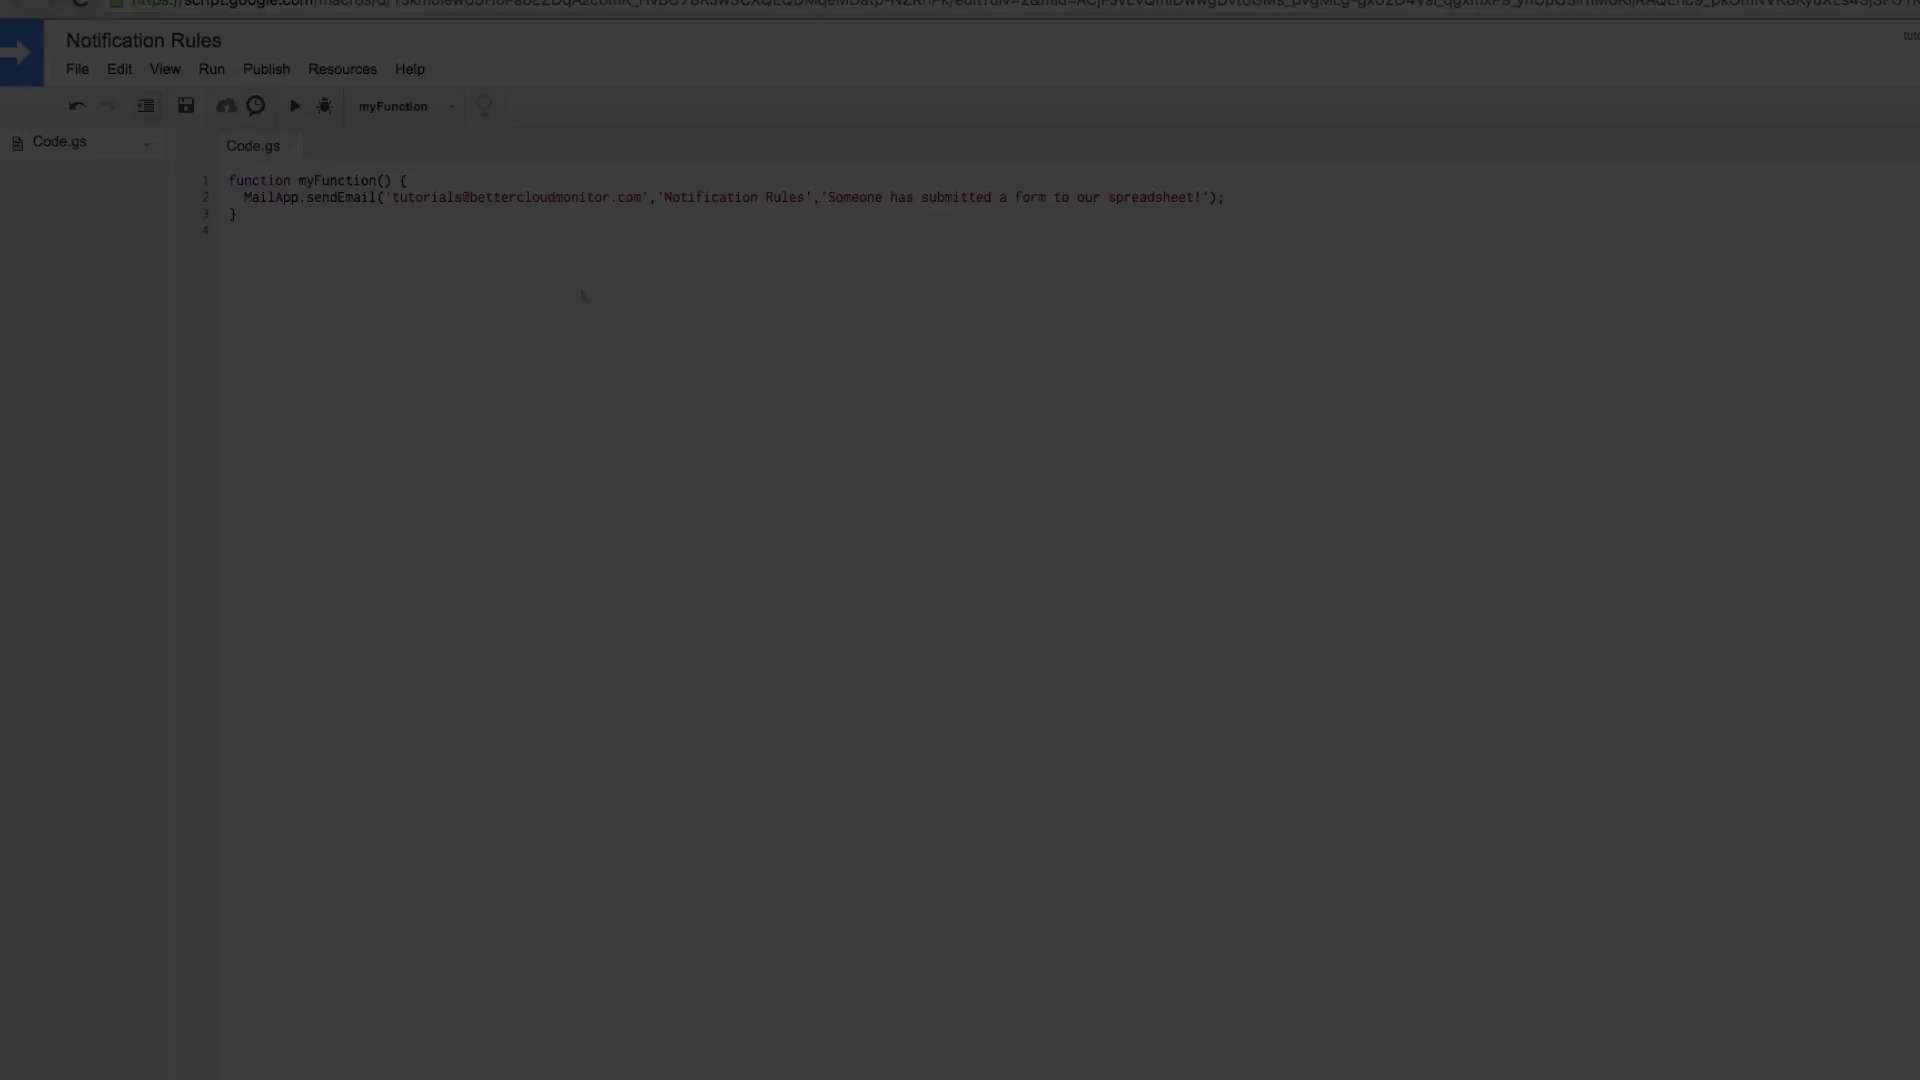 Notification Rules
File Edit View Run Publish Resources Help
myFunction
Code.gs
Code.gs
1 function myFunction() {
2 MailApp.sendEmail('tutorials@bettercloudmonitor.com','Notification Rules','Someone has submitted a form to our spreadsheet!');
3 }
4